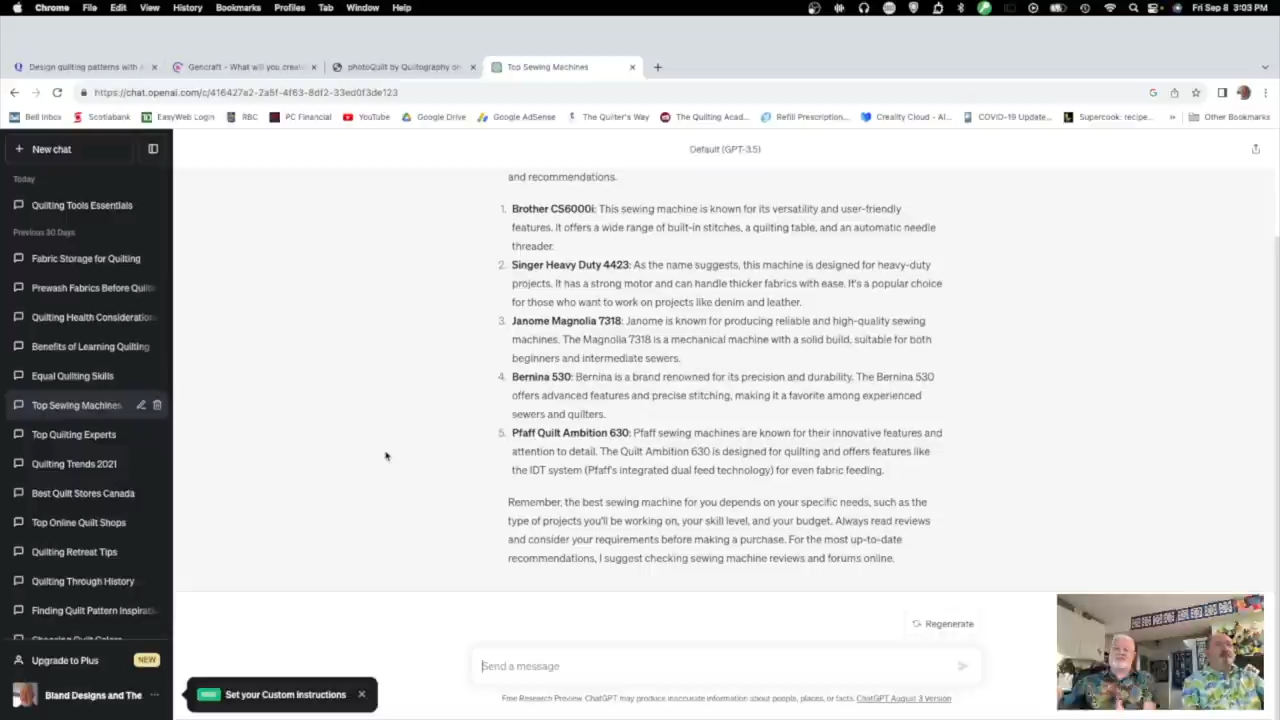 Chrome File Edit View History Bookmarks Profiles Tab Window Help Fri Sep 8 3:03 PM
Design quilting patterns with A × Gencraft - What will you create × photoQuilt by Quiltography on × Top Sewing Machines × +
https://chat.openai.com/c/416427a2-2a5f-4f63-8df2-33ed0f3de123
Bell Inbox Scotiabank EasyWeb Login RBC PC Financial YouTube Google Drive Google AdSense The Quilter's Way The Quilting Acad... Refill Prescription... Creality Cloud - Al... COVID-19 Update... Supercook: recipe... » Other Bookmarks
+ New chat
Today
Quilting Tools Essentials
Previous 30 Days
Fabric Storage for Quilting
Prewash Fabrics Before Quilti
Quilting Health Consideration
Benefits of Learning Quilting
Equal Quilting Skills
Top Sewing Machines
Top Quilting Experts
Quilting Trends 2021
Best Quilt Stores Canada
Top Online Quilt Shops
Quilting Retreat Tips
Quilting Through History
Finding Quilt Pattern Inspirati
Upgrade to Plus NEW
Bland Designs and The ...
Default (GPT-3.5)
and recommendations.
1. Brother CS6000i: This sewing machine is known for its versatility and user-friendly
features. It offers a wide range of built-in stitches, a quilting table, and an automatic needle
threader.
2. Singer Heavy Duty 4423: As the name suggests, this machine is designed for heavy-duty
projects. It has a strong motor and can handle thicker fabrics with ease. It's a popular choice
for those who want to work on projects like denim and leather.
3. Janome Magnolia 7318: Janome is known for producing reliable and high-quality sewing
machines. The Magnolia 7318 is a mechanical machine with a solid build, suitable for both
beginners and intermediate sewers.
4. Bernina 530: Bernina is a brand renowned for its precision and durability. The Bernina 530
offers advanced features and precise stitching, making it a favorite among experienced
sewers and quilters.
5. Pfaff Quilt Ambition 630: Pfaff sewing machines are known for their innovative features and
attention to detail. The Quilt Ambition 630 is designed for quilting and offers features like
the IDT system (Pfaff's integrated dual feed technology) for even fabric feeding.
Remember, the best sewing machine for you depends on your specific needs, such as the
type of projects you'll be working on, your skill level, and your budget. Always read reviews
and consider your requirements before making a purchase. For the most up-to-date
recommendations, I suggest checking sewing machine reviews and forums online.
Regenerate
Send a message
Set your Custom instructions ×
Free Research Preview. ChatGPT may produce inaccurate information about people, places, or facts. ChatGPT August 3 Version